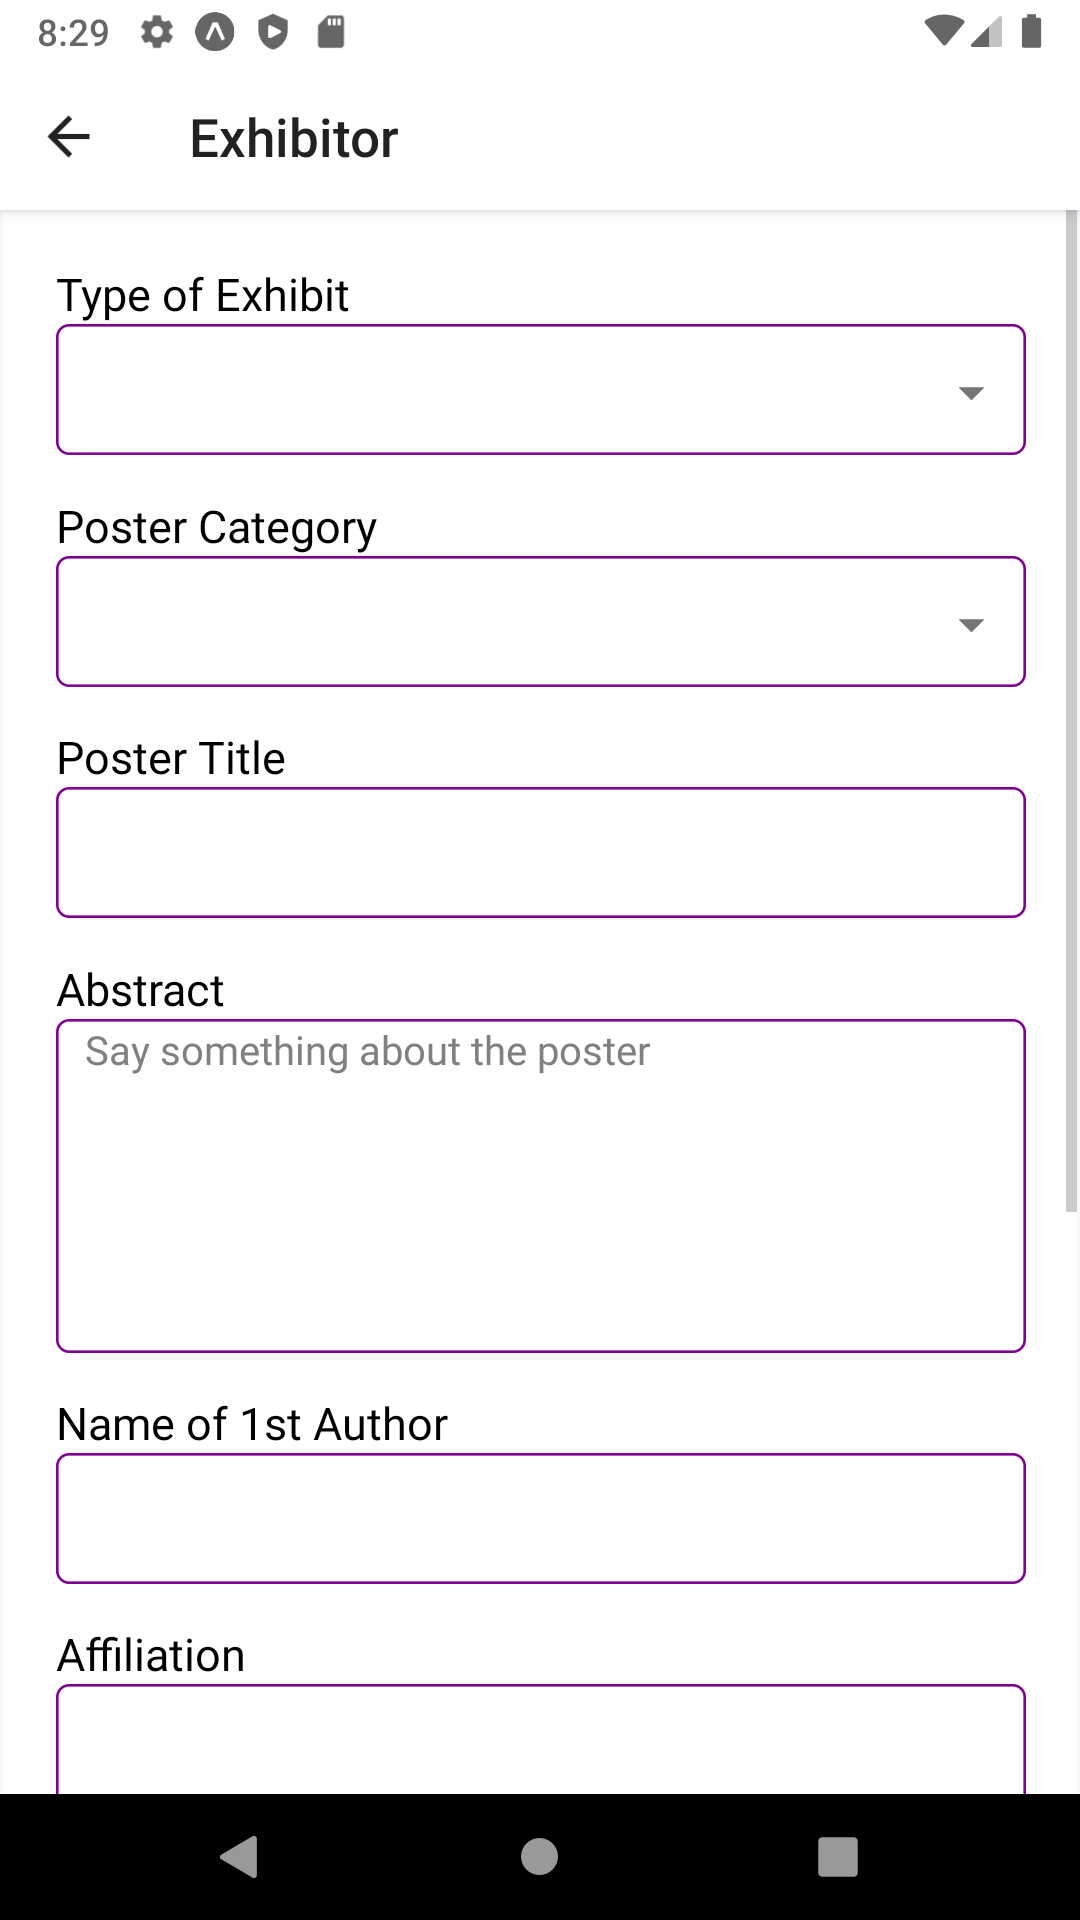 8:29
Exhibitor
Type of Exhibit
Poster Category
Poster Title
Abstract
Say something about the poster
Name of 1st Author
Affiliation